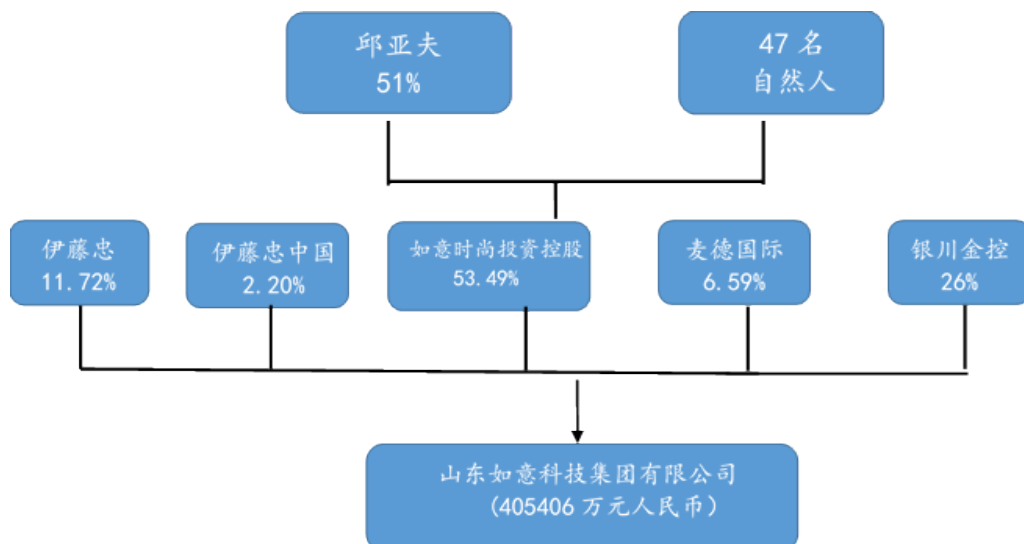 邱亚夫
51%
47 名
自然人
伊藤忠
11.72%
伊藤忠中国
2.20%
如意时尚投资控股
53.49%
麦德国际
6.59%
银川金控
26%
山东如意科技集团有限公司
(405406 万元人民币)